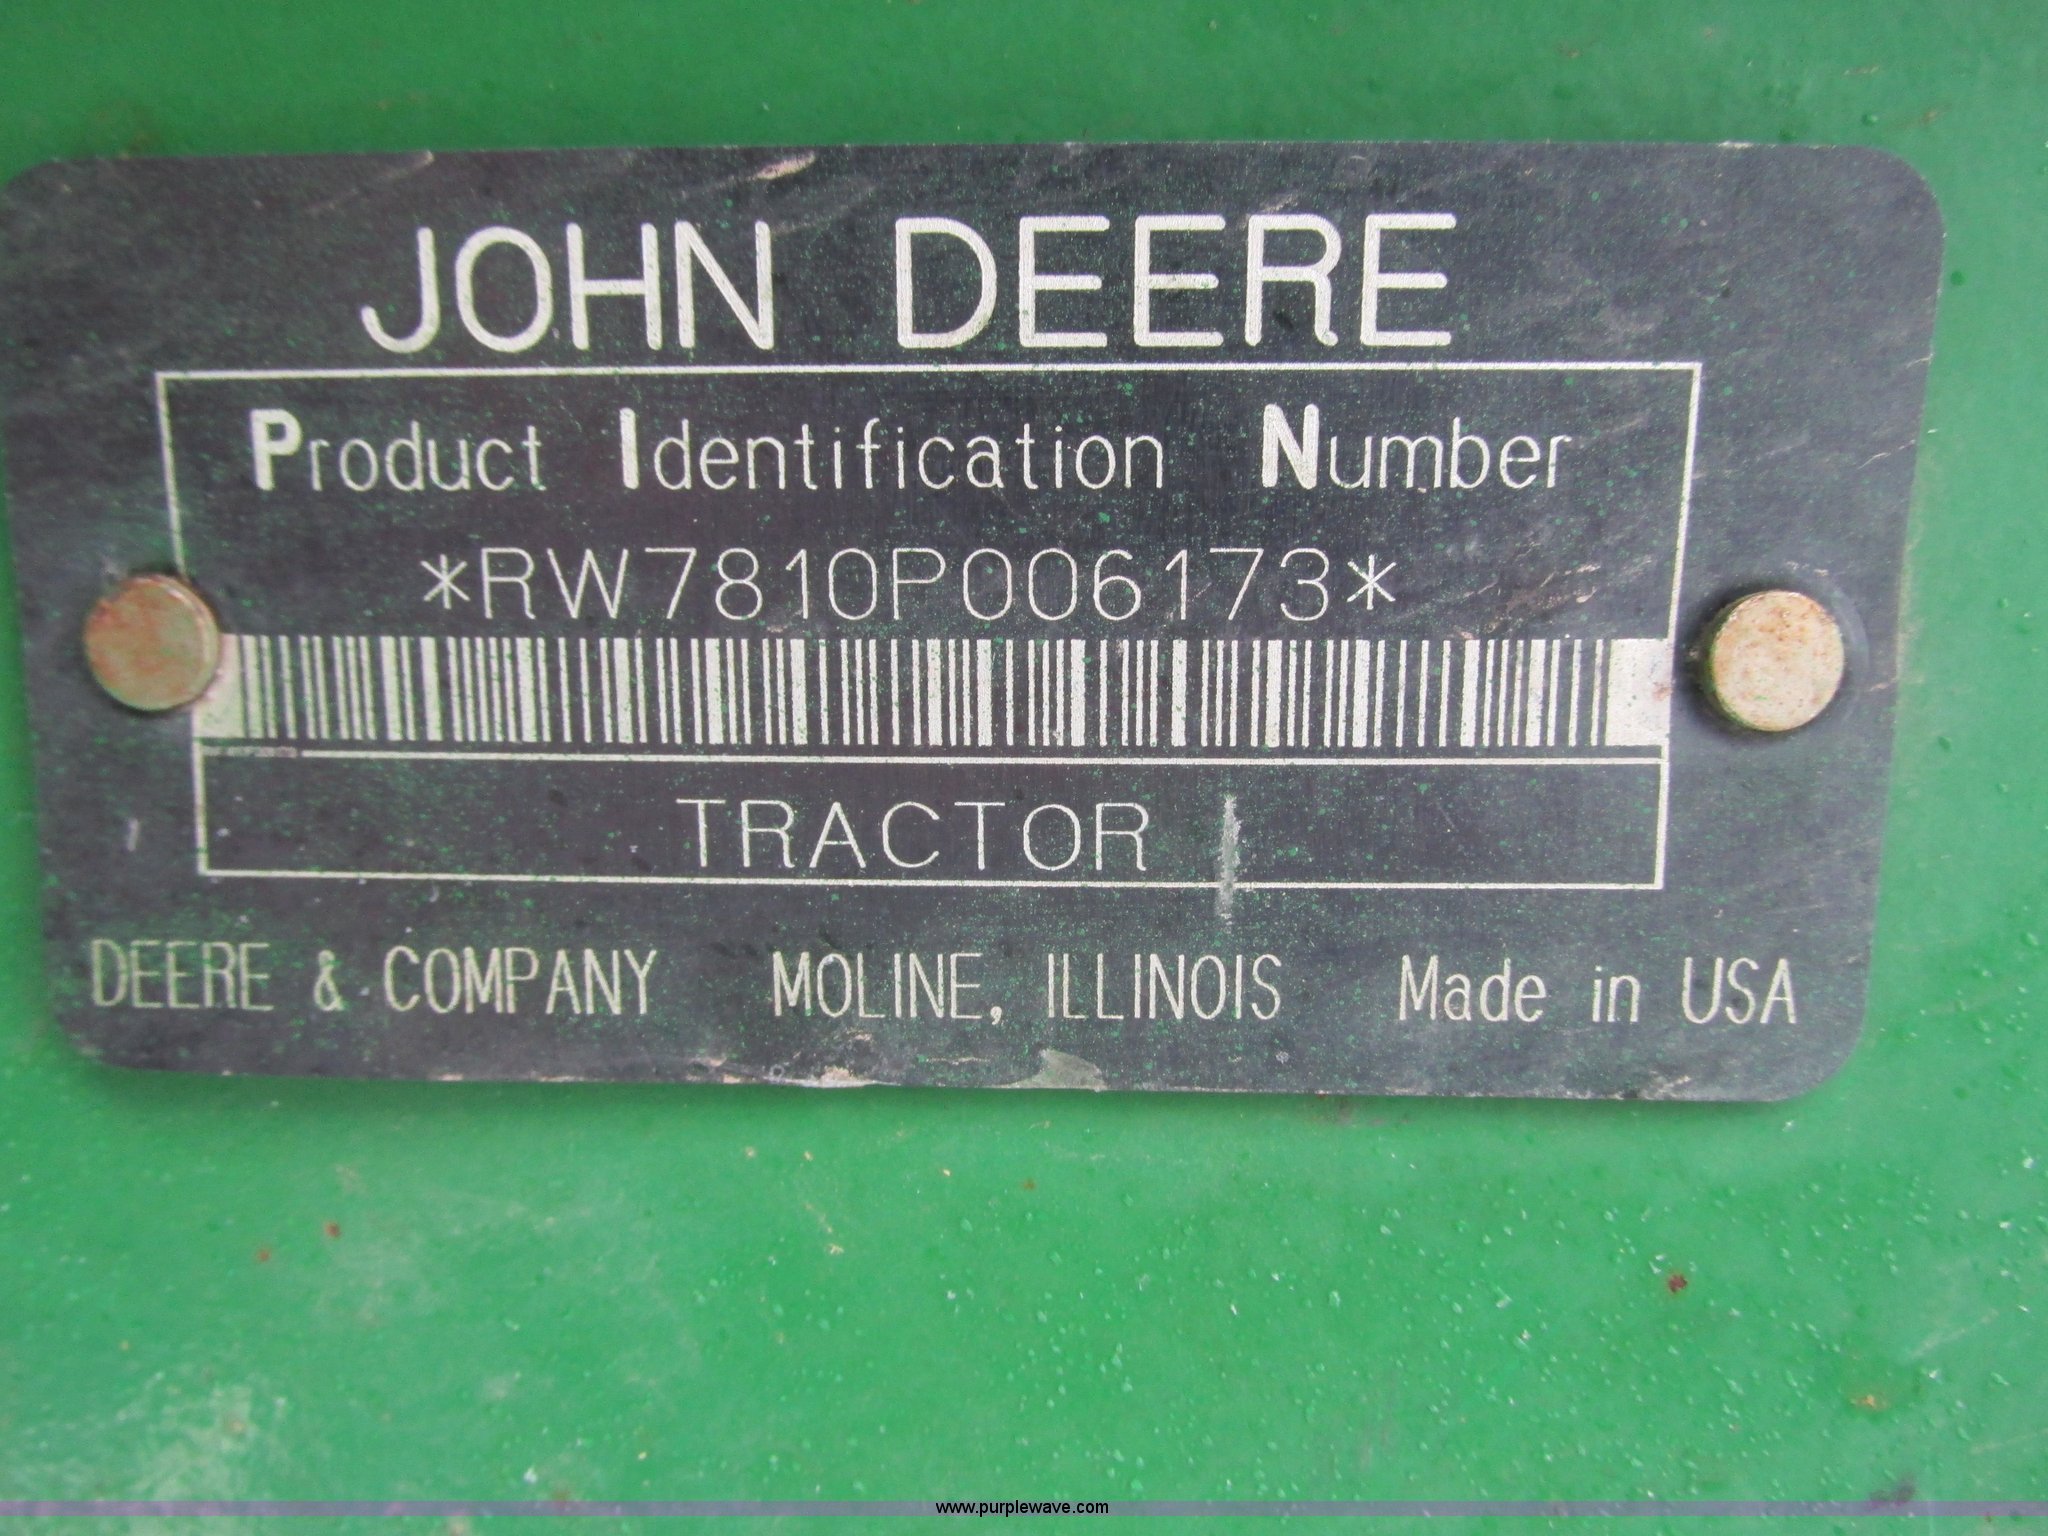 JOHN DEERE
Product Identification Number
*RW7810P006173*
TRACTOR
DEERE & COMPANY MOLINE, ILLINOIS Made in USA
www.purplewave.com